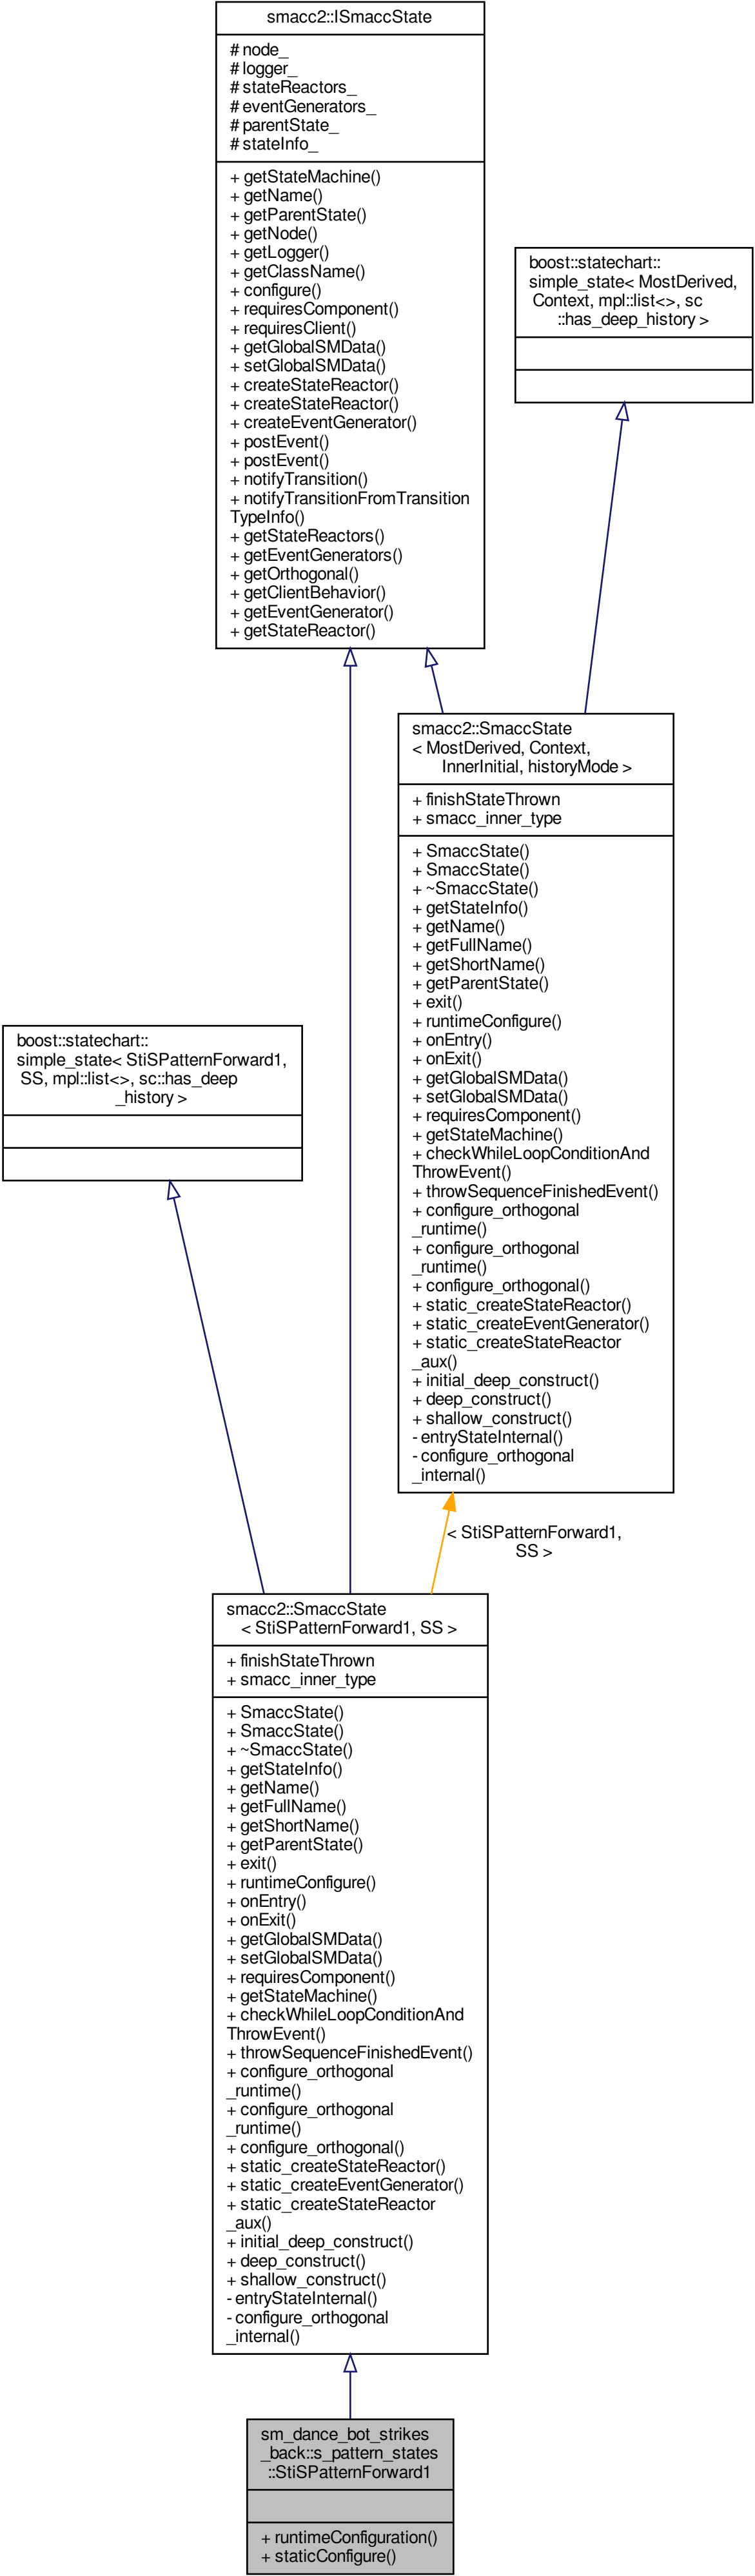 smacc2::ISmaccState
# node_
# logger_
# stateReactors_
# eventGenerators_
# parentState_
# stateInfo_
+ getStateMachine()
+ getName()
+ getParentState()
+ getNode()
+ getLogger()
+ getClassName()
+ configure()
+ requiresComponent()
+ requiresClient()
+ getGlobalSMData()
+ setGlobalSMData()
+ createStateReactor()
+ createStateReactor()
+ createEventGenerator()
+ postEvent()
+ postEvent()
+ notifyTransition()
+ notifyTransitionFromTransition
TypeInfo()
+ getStateReactors()
+ getEventGenerators()
+ getOrthogonal()
+ getClientBehavior()
+ getEventGenerator()
+ getStateReactor()
boost::statechart::
simple_state< MostDerived,
Context, mpl::list<>, sc
::has_deep_history >
smacc2::SmaccState
< MostDerived, Context,
InnerInitial, historyMode >
+ finishStateThrown
+ smacc_inner_type
+ SmaccState()
+ SmaccState()
+ ~SmaccState()
+ getStateInfo()
+ getName()
+ getFullName()
+ getShortName()
+ getParentState()
+ exit()
+ runtimeConfigure()
+ onEntry()
+ onExit()
+ getGlobalSMData()
+ setGlobalSMData()
+ requiresComponent()
+ getStateMachine()
+ checkWhileLoopConditionAnd
ThrowEvent()
+ throwSequenceFinishedEvent()
+ configure_orthogonal
_runtime()
+ configure_orthogonal
_runtime()
+ configure_orthogonal()
+ static_createStateReactor()
+ static_createEventGenerator()
+ static_createStateReactor
_aux()
+ initial_deep_construct()
+ deep_construct()
+ shallow_construct()
- entryStateInternal()
- configure_orthogonal
_internal()
boost::statechart::
simple_state< StiSPatternForward1,
SS, mpl::list<>, sc::has_deep
_history >
< StiSPatternForward1,
SS >
smacc2::SmaccState
< StiSPatternForward1, SS >
+ finishStateThrown
+ smacc_inner_type
+ SmaccState()
+ SmaccState()
+ ~SmaccState()
+ getStateInfo()
+ getName()
+ getFullName()
+ getShortName()
+ getParentState()
+ exit()
+ runtimeConfigure()
+ onEntry()
+ onExit()
+ getGlobalSMData()
+ setGlobalSMData()
+ requiresComponent()
+ getStateMachine()
+ checkWhileLoopConditionAnd
ThrowEvent()
+ throwSequenceFinishedEvent()
+ configure_orthogonal
_runtime()
+ configure_orthogonal
_runtime()
+ configure_orthogonal()
+ static_createStateReactor()
+ static_createEventGenerator()
+ static_createStateReactor
_aux()
+ initial_deep_construct()
+ deep_construct()
+ shallow_construct()
- entryStateInternal()
- configure_orthogonal
_internal()
sm_dance_bot_strikes
_back::s_pattern_states
::StiSPatternForward1
+ runtimeConfiguration()
+ staticConfigure()